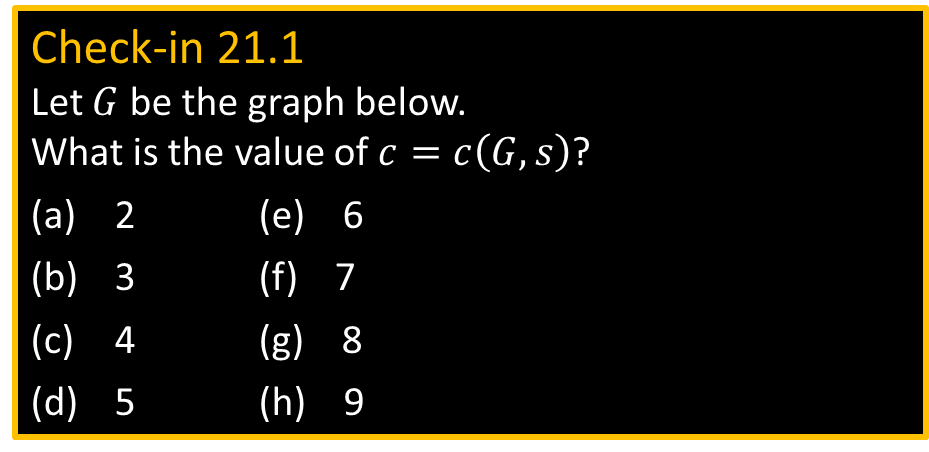 Check-in 21.1
Let G be the graph below.
What is the value of c = c(G, s)?
(a) 2 (e) 6
(b) 3 (f) 7
(c) 4 (g) 8
(d) 5 (h) 9